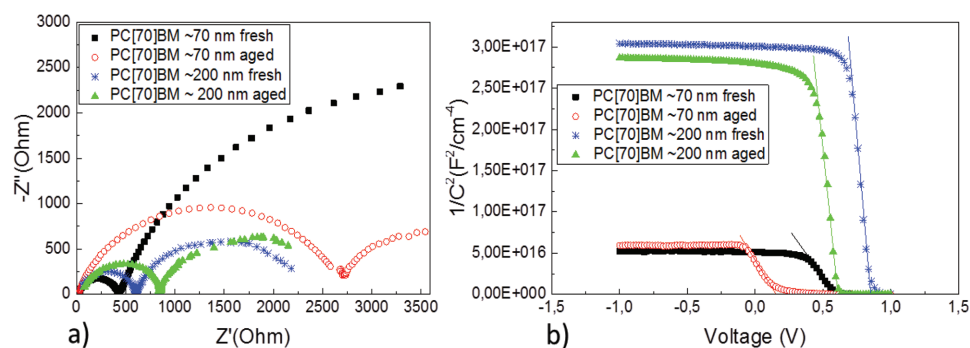 PC[70]BM ~70 nm fresh
PC[70]BM ~70 nm aged
PC[70]BM ~200 nm fresh
PC[70]BM ~ 200 nm aged
3000
2500
2000
1500
1000
500
0
-Z''(Ohm)
0 500 1000 1500 2000 2500 3000 3500
Z'(Ohm)
a)
3,00E+017
2,50E+017
2,00E+017
1,50E+017
1,00E+017
5,00E+016
0,00E+000
1/C²(F²/cm-4)
PC[70]BM ~70 nm fresh
PC[70]BM ~70 nm aged
PC[70]BM ~200 nm fresh
PC[70]BM ~200 nm aged
-1,5 -1,0 -0,5 0,0 0,5 1,0 1,5
Voltage (V)
b)